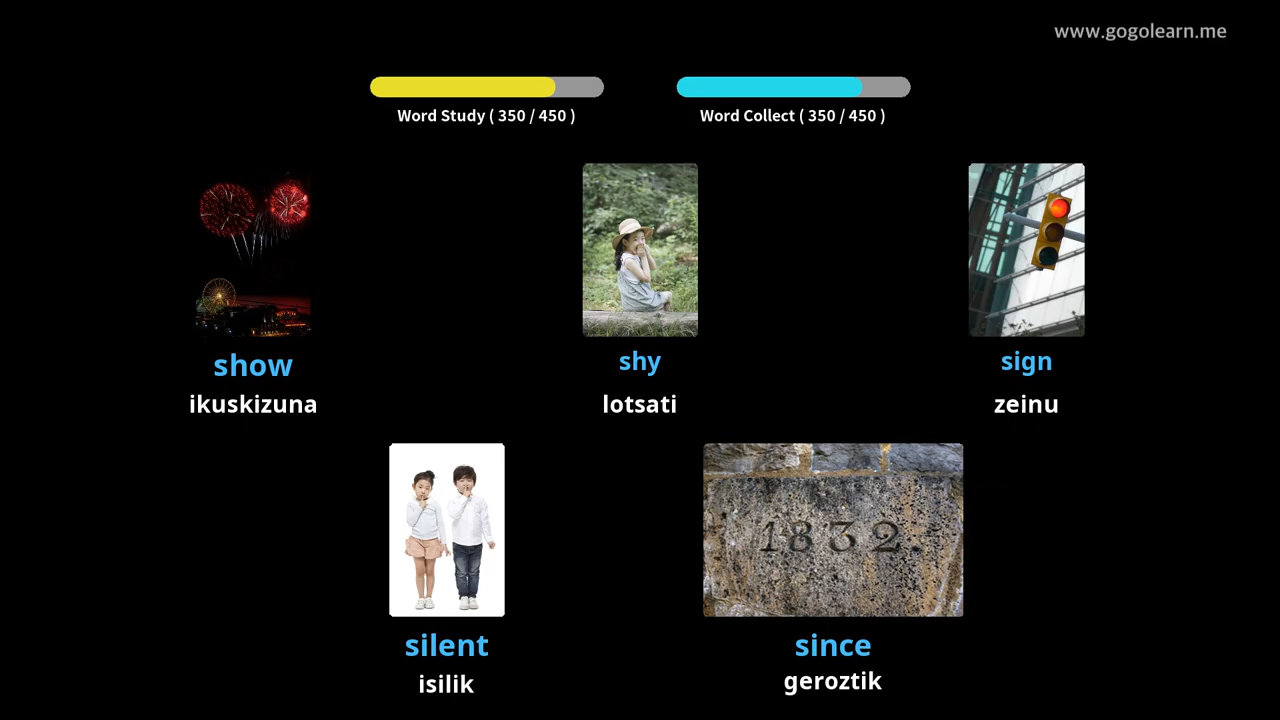 www.gogolearn.me
Word Study ( 350 / 450 )
Word Collect ( 350 / 450 )
show
ikuskizuna
shy
lotsati
sign
zeinu
1832.
silent
isilik
since
geroztik